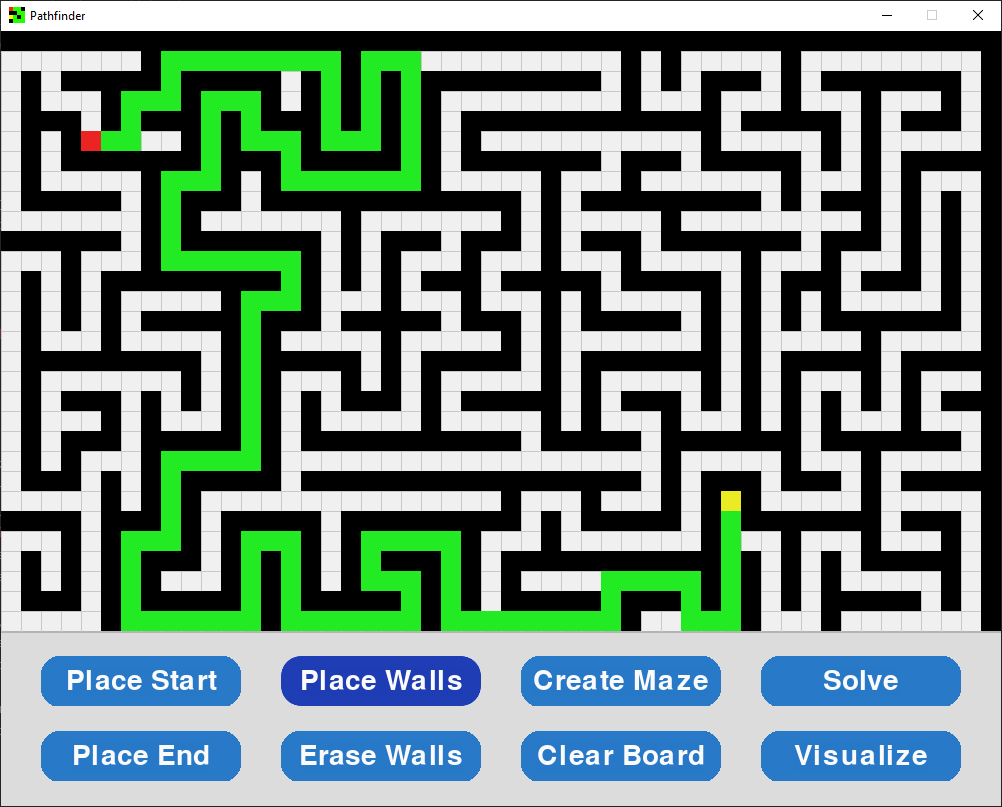 Pathfinder
Place Start
Place Walls
Create Maze
Solve
Place End
Erase Walls
Clear Board
Visualize